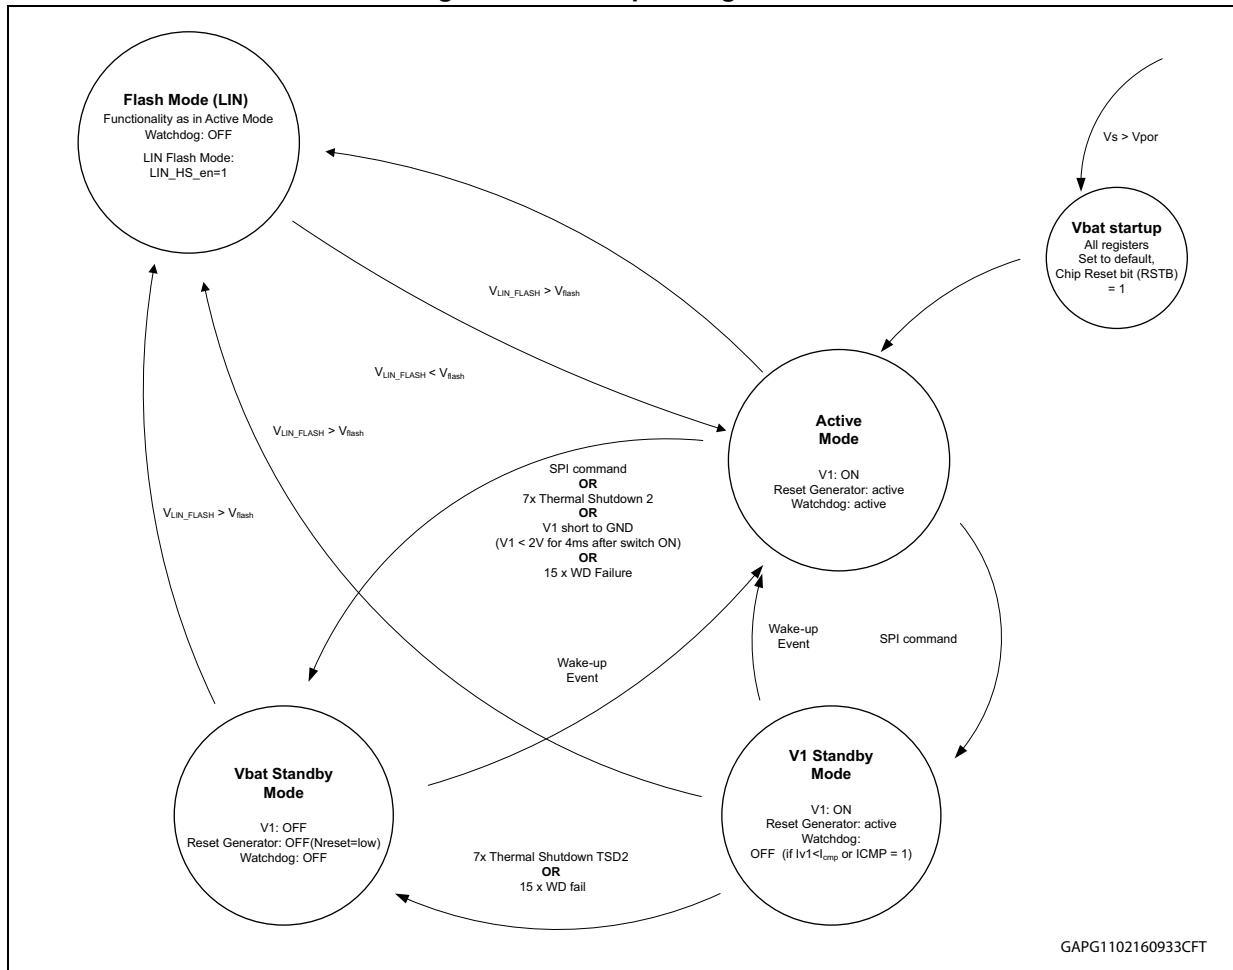 Flash Mode (LIN)
Functionality as in Active Mode
Watchdog: OFF
LIN Flash Mode:
LIN_HS_en=1
Vs > Vpor
Vbat startup
All registers
Set to default,
Chip Reset bit (RSTB)
= 1
VLIN_FLASH > Vflash
VLIN_FLASH < Vflash
VLIN_FLASH > Vflash
VLIN_FLASH > Vflash
Active
Mode
V1: ON
Reset Generator: active
Watchdog: active
SPI command
OR
7x Thermal Shutdown 2
OR
V1 short to GND
(V1 < 2V for 4ms after switch ON)
OR
15 x WD Failure
Wake-up
Event
Wake-up
Event
SPI command
Vbat Standby
Mode
V1: OFF
Reset Generator: OFF(Nreset=low)
Watchdog: OFF
V1 Standby
Mode
V1: ON
Reset Generator: active
Watchdog:
OFF (if Iv1<Icmp or ICMP = 1)
7x Thermal Shutdown TSD2
OR
15 x WD fail
GAPG1102160933CFT